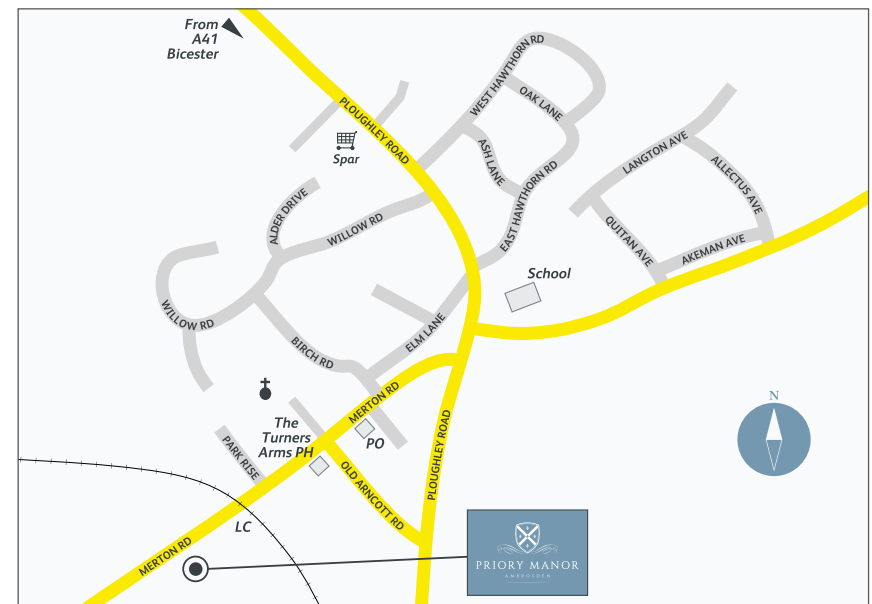 From
A41
Bicester
PLOUGHLEY ROAD
Spar
WEST HAWTHORN RD
OAK LANE
ASH LANE
EAST HAWTHORN RD
LANGTON AVE
ALLECTUS AVE
QUITAN AVE
AKEMAN AVE
ALDER DRIVE
WILLOW RD
WILLOW RD
School
BIRCH RD
ELM LANE
MERTON RD
The
Turners
Arms PH
PO
PARK RISE
OLD ARNCOTT RD
PLOUGHLEY ROAD
N
LC
MERTON RD
PRIORY MANOR
AMBROSDEN